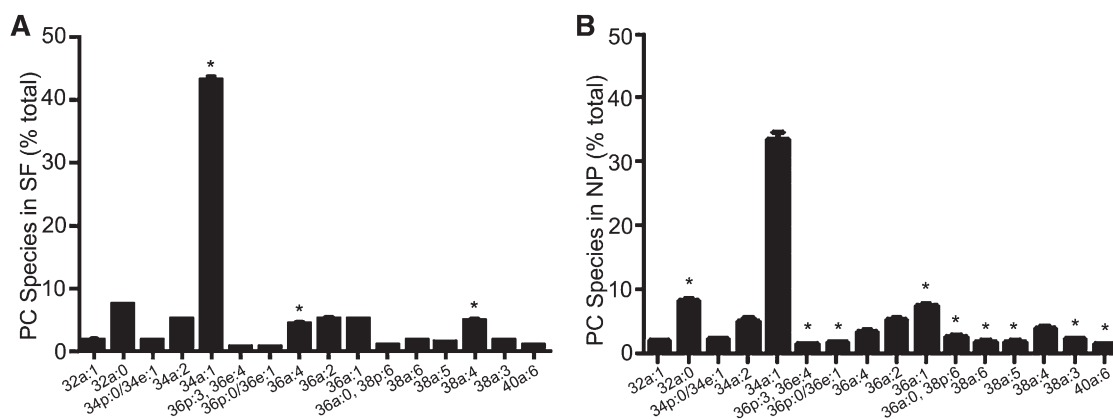 A
PC Species in SF (% total)
50
40
30
20
10
0
*
*
*
32a:1
32a:0
34p:0/34e:1
34a:2
34a:1
36p:3, 36e:4
36p:0/36e:1
36a:4
36a:2
36a:1
36a:0, 38p:6
38a:6
38a:5
38a:4
38a:3
40a:6
B
PC Species in NP (% total)
50
40
30
20
10
0
*
*
*
*
*
*
*
*
*
32a:1
32a:0
34p:0/34e:1
34a:2
34a:1
36p:3, 36e:4
36p:0/36e:1
36a:4
36a:2
36a:1
36a:0, 38p:6
38a:6
38a:5
38a:4
38a:3
40a:6